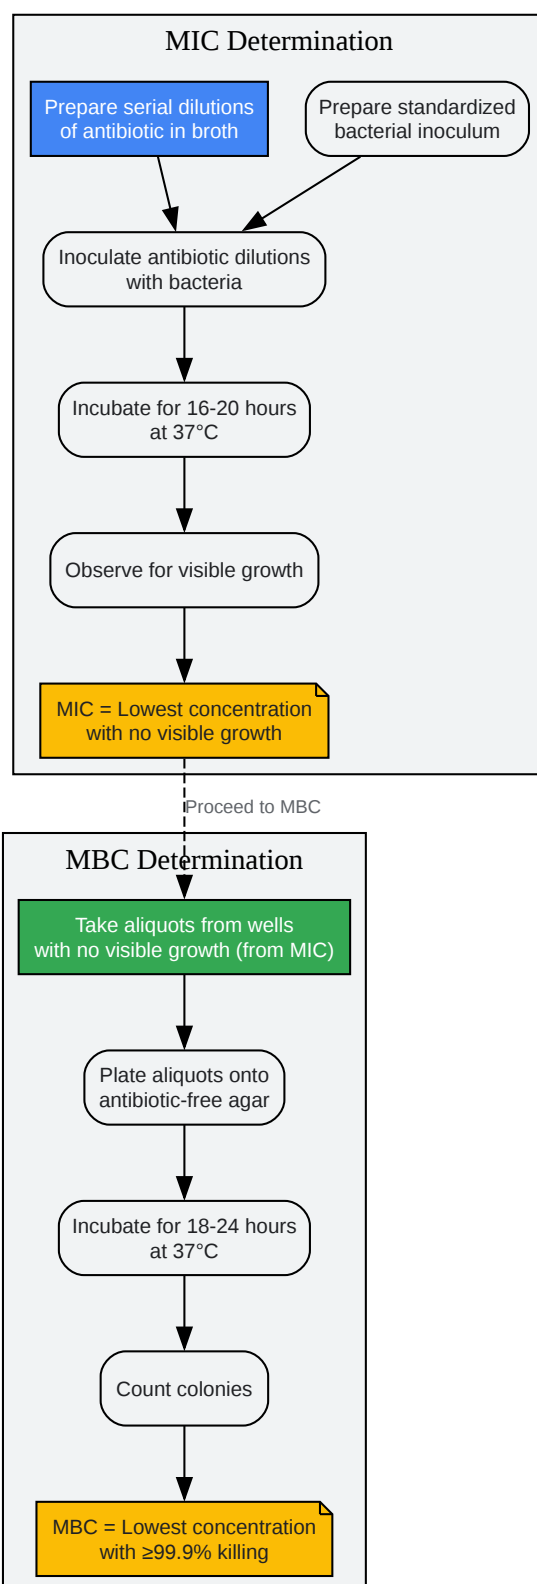 MIC Determination
Prepare serial dilutions
of antibiotic in broth
Prepare standardized
bacterial inoculum
Inoculate antibiotic dilutions
with bacteria
Incubate for 16-20 hours
at 37°C
Observe for visible growth
MIC = Lowest concentration
with no visible growth
Proceed to MBC
MBC Determination
Take aliquots from wells
with no visible growth (from MIC)
Plate aliquots onto
antibiotic-free agar
Incubate for 18-24 hours
at 37°C
Count colonies
MBC = Lowest concentration
with ≥99.9% killing